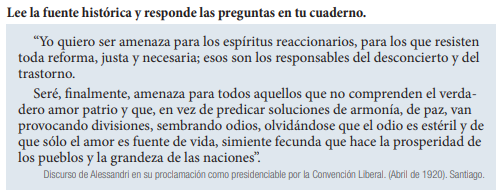 Lee la fuente histórica y responde las preguntas en tu cuaderno.
“Yo quiero ser amenaza para los espíritus reaccionarios, para los que resisten
toda reforma, justa y necesaria; esos son los responsables del desconcierto y del
trastorno.
Seré, finalmente, amenaza para todos aquellos que no comprenden el verda-
dero amor patrio y que, en vez de predicar soluciones de armonía, de paz, van
provocando divisiones, sembrando odios, olvidándose que el odio es estéril y de
que sólo el amor es fuente de vida, simiente fecunda que hace la prosperidad de
los pueblos y la grandeza de las naciones”.
Discurso de Alessandri en su proclamación como presidenciable por la Convención Liberal. (Abril de 1920). Santiago.